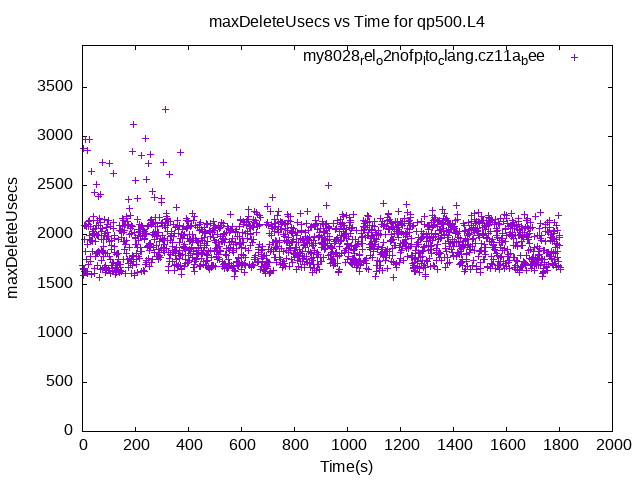 maxDeleteUsecs vs Time for qp500.L4
my8028relo2nofpltoclang.cz11abee
3500
3000
2500
2000
1500
1000
500
0
maxDeleteUsecs
0 200 400 600 800 1000 1200 1400 1600 1800 2000
Time(s)